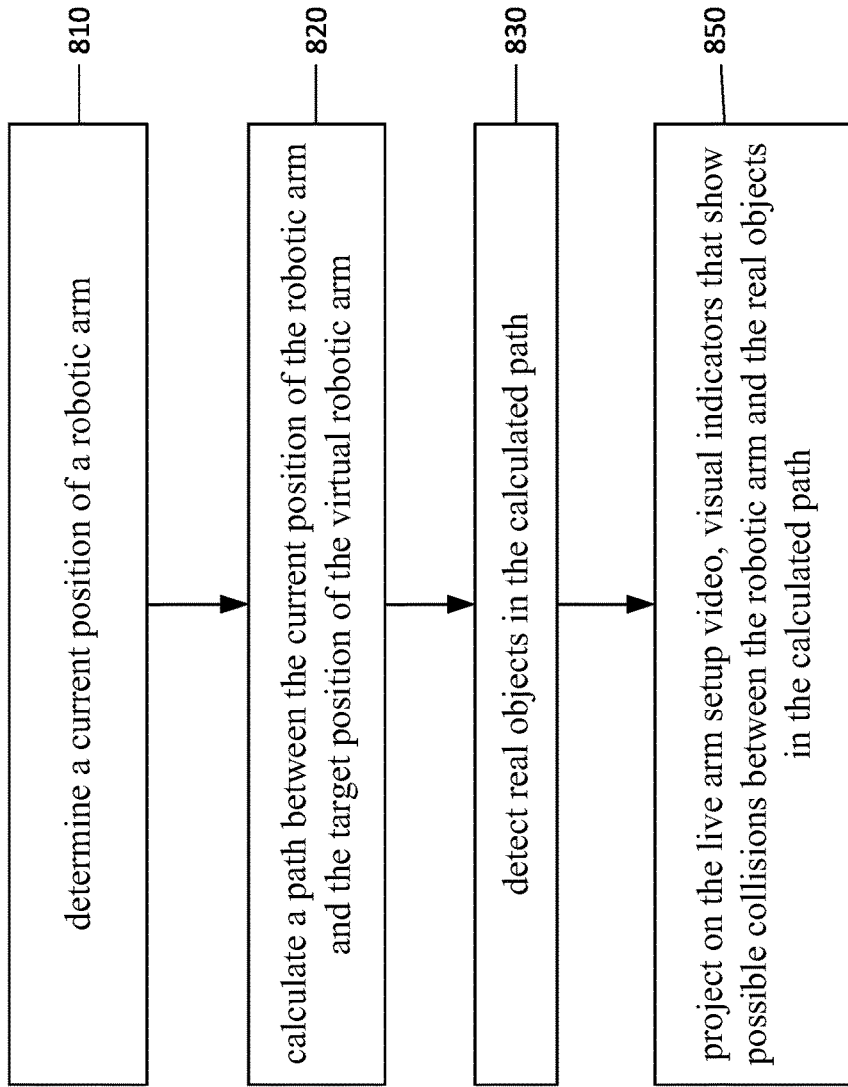 determine a current position of a robotic arm
810
calculate a path between the current position of the robotic arm
and the target position of the virtual robotic arm
820
detect real objects in the calculated path
830
project on the live arm setup video, visual indicators that show
possible collisions between the robotic arm and the real objects
in the calculated path
850